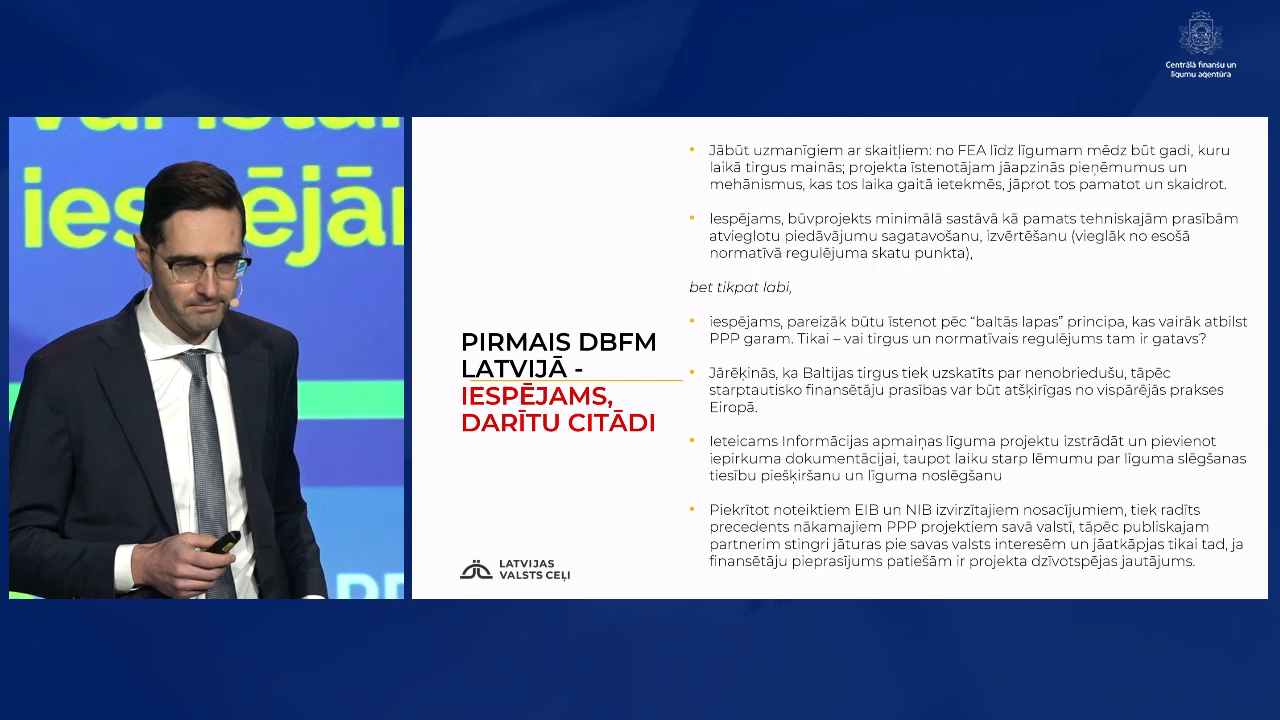 Centrālā finanšu un
līgumu aģentūra
iespējām
Jābūt uzmanīgiem ar skaitļiem: no FEA līdz līgumam mēdz būt gadi, kuru
laikā tirgus mainās; projekta īstenotājam jāapzinās pieņēmumus un
mehānismus, kas tos laika gaitā ietekmēs, jāprot tos pamatot un skaidrot.
Iespējams, būvprojekts minimālā sastāvā kā pamats tehniskajām prasībām
atvieglotu piedāvājumu sagatavošanu, izvērtēšanu (vieglāk no esošā
normatīvā regulējuma skatu punkta),
bet tikpat labi,
iespējams, pareizāk būtu īstenot pēc “baltās lapas” principa, kas vairāk atbilst
PPP garam. Tikai – vai tirgus un normatīvais regulējums tam ir gatavs?
Jārēķinās, ka Baltijas tirgus tiek uzskatīts par nenobriedušu, tāpēc
starptautisko finansētāju prasības var būt atšķirīgas no vispārējās prakses
Eiropā.
Ieteicams Informācijas apmaiņas līguma projektu izstrādāt un pievienot
iepirkuma dokumentācijai, taupot laiku starp lēmumu par līguma slēgšanas
tiesību piešķiršanu un līguma noslēgšanu
Piekrītot noteiktiem EIB un NIB izvirzītajiem nosacījumiem, tiek radīts
precedents nākamajiem PPP projektiem savā valstī, tāpēc publiskajam
partnerim stingri jāturas pie savas valsts interesēm un jāatkāpjas tikai tad, ja
finansētāju pieprasījums patiešām ir projekta dzīvotspējas jautājums.
PIRMAIS DBFM
LATVIJĀ -
IESPĒJAMS,
DARĪTU CITĀDI
LATVIJAS
VALSTS CEĻI